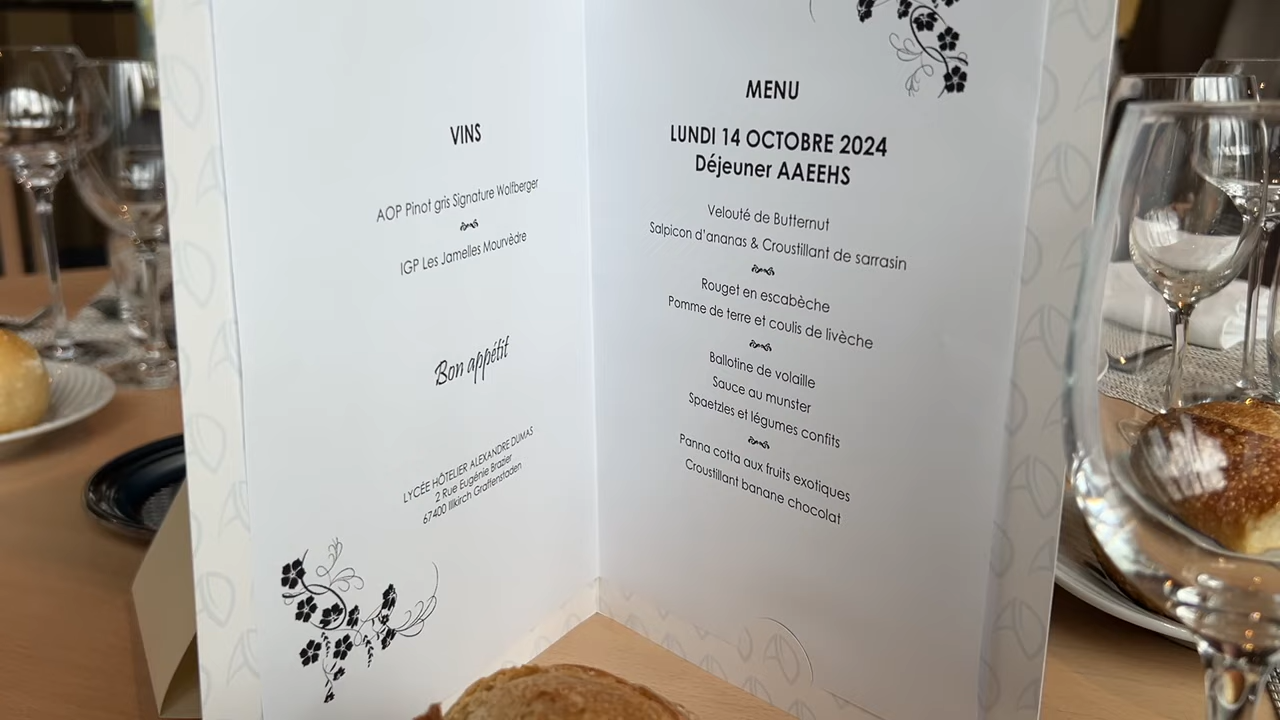 VINS
AOP Pinot gris Signature Wolfberger
IGP Les Jamelles Mourvèdre
Bon appétit
LYCÉE HÔTELIER ALEXANDRE DUMAS
2 Rue Eugénie Brazier
67400 Illkirch Graffenstaden
MENU
LUNDI 14 OCTOBRE 2024
Déjeuner AAEEHS
Velouté de Butternut
Salpicon d'ananas & Croustillant de sarrasin
Rouget en escabèche
Pomme de terre et coulis de livèche
Ballotine de volaille
Sauce au munster
Spaetzles et légumes confits
Panna cotta aux fruits exotiques
Croustillant banane chocolat